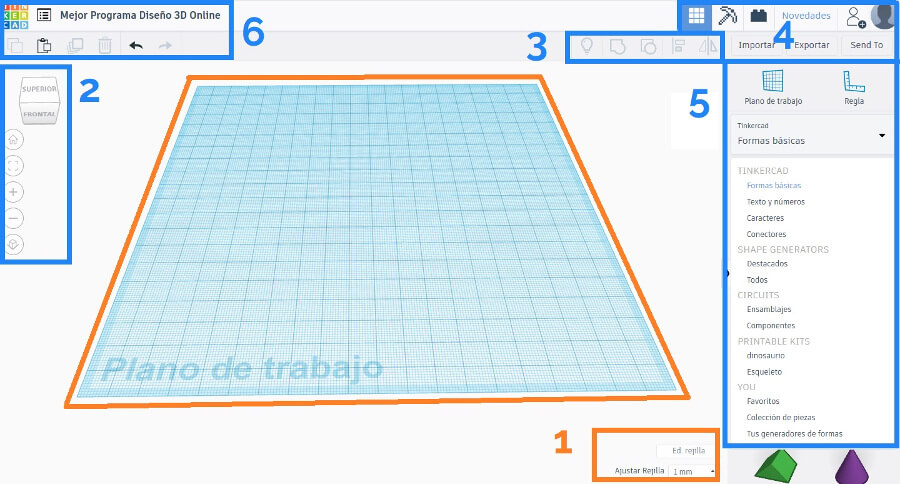 TIN
KER
CAD
Mejor Programa Diseño 3D Online
6
3
4
Novedades
Importar
Exportar
Send To
2
SUPERIOR
FRONTAL
5
Plano de trabajo
Regla
Tinkercad
Formas básicas
TINKERCAD
Formas básicas
Texto y números
Caracteres
Conectores
SHAPE GENERATORS
Destacados
Todos
CIRCUITS
Ensamblajes
Componentes
PRINTABLE KITS
dinosaurio
Esqueleto
YOU
Favoritos
Colección de piezas
Tus generadores de formas
Plano de trabajo
1
Ed. rejilla
Ajustar Rejilla 1 mm